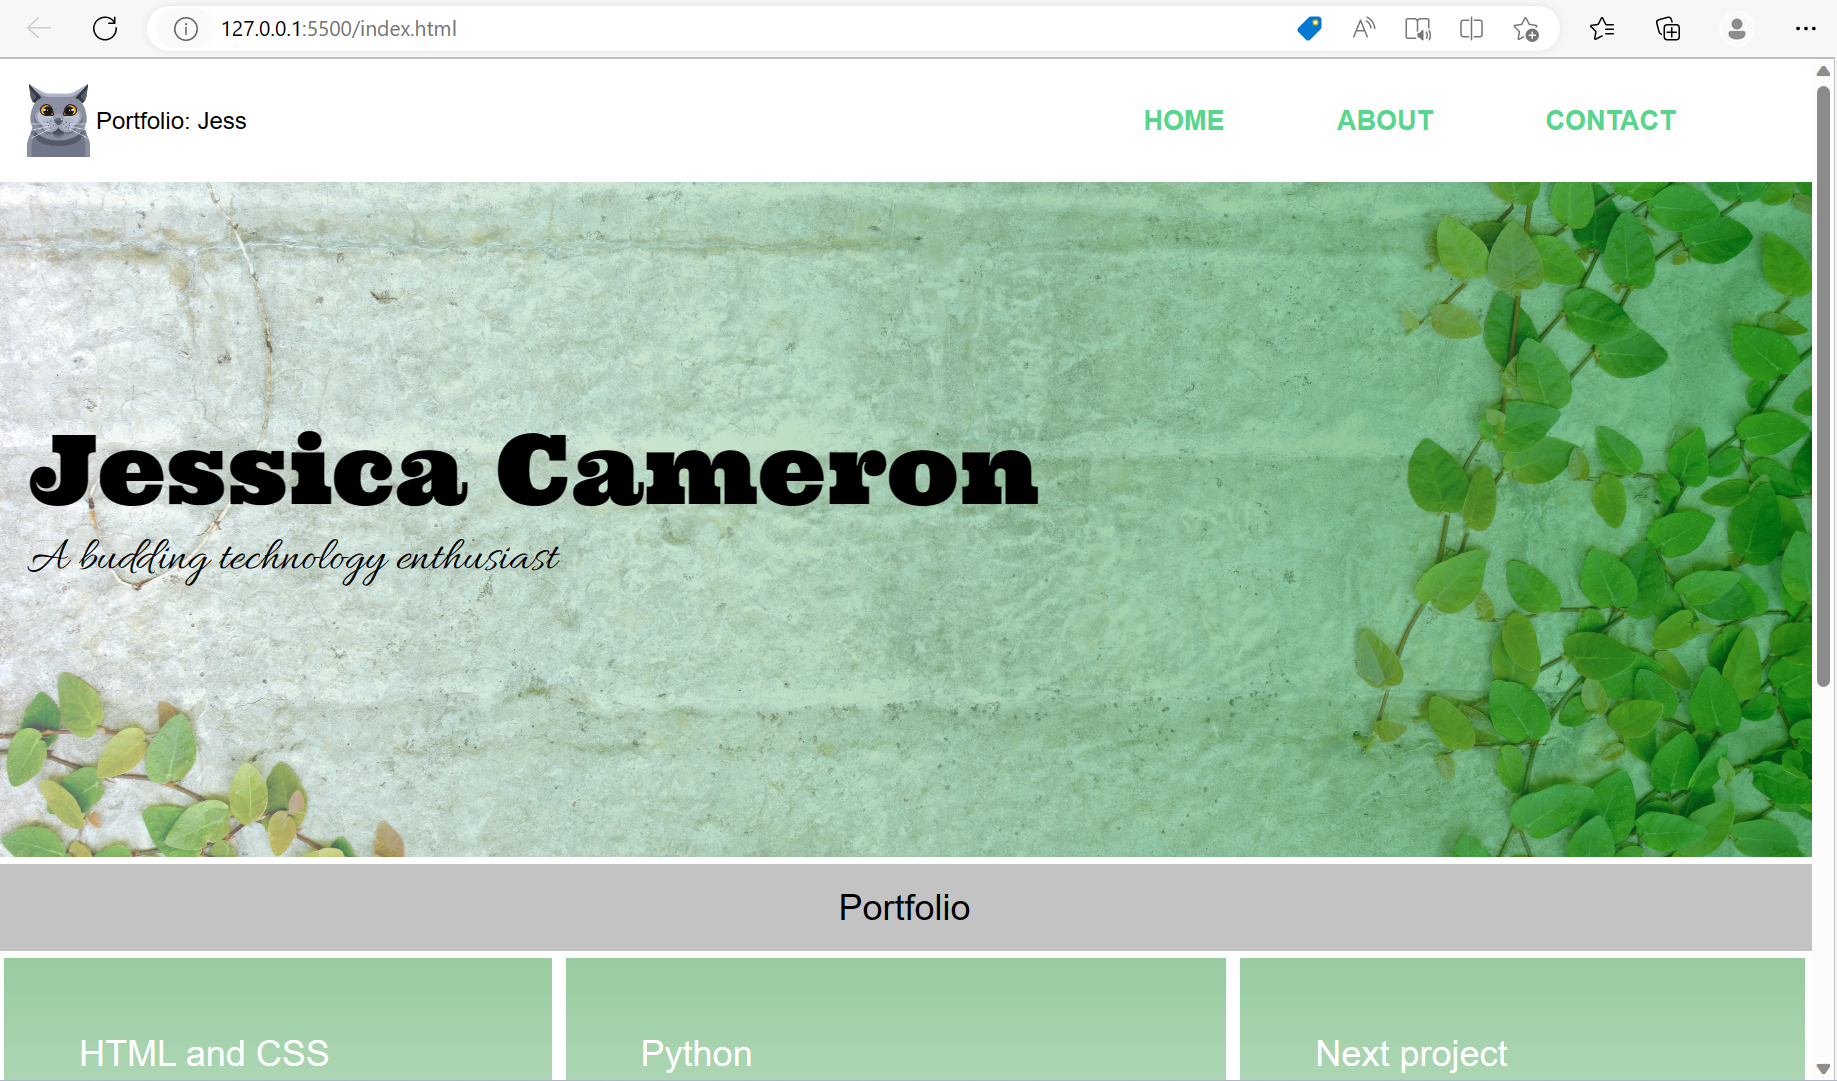 127.0.0.1:5500/index.html
Portfolio: Jess
HOME
ABOUT
CONTACT
Jessica Cameron
A budding technology enthusiast
Portfolio
HTML and CSS
Python
Next project